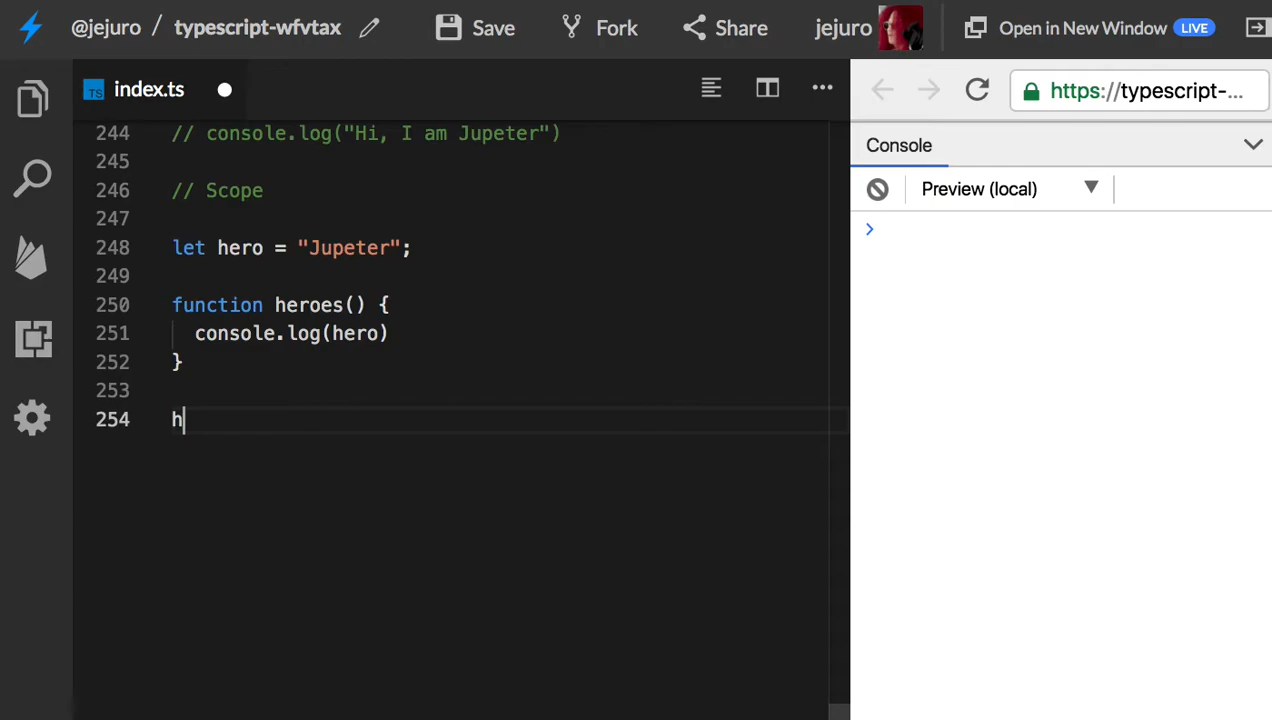 @jejuro / typescript-wfvtax Save Fork Share jejuro Open in New Window LIVE
TS index.ts
https://typescript-...
Console
Preview (local)
244 // console.log("Hi, I am Jupeter")
245
246 // Scope
247
248 let hero = "Jupeter";
249
250 function heroes() {
251 console.log(hero)
252 }
253
254 h